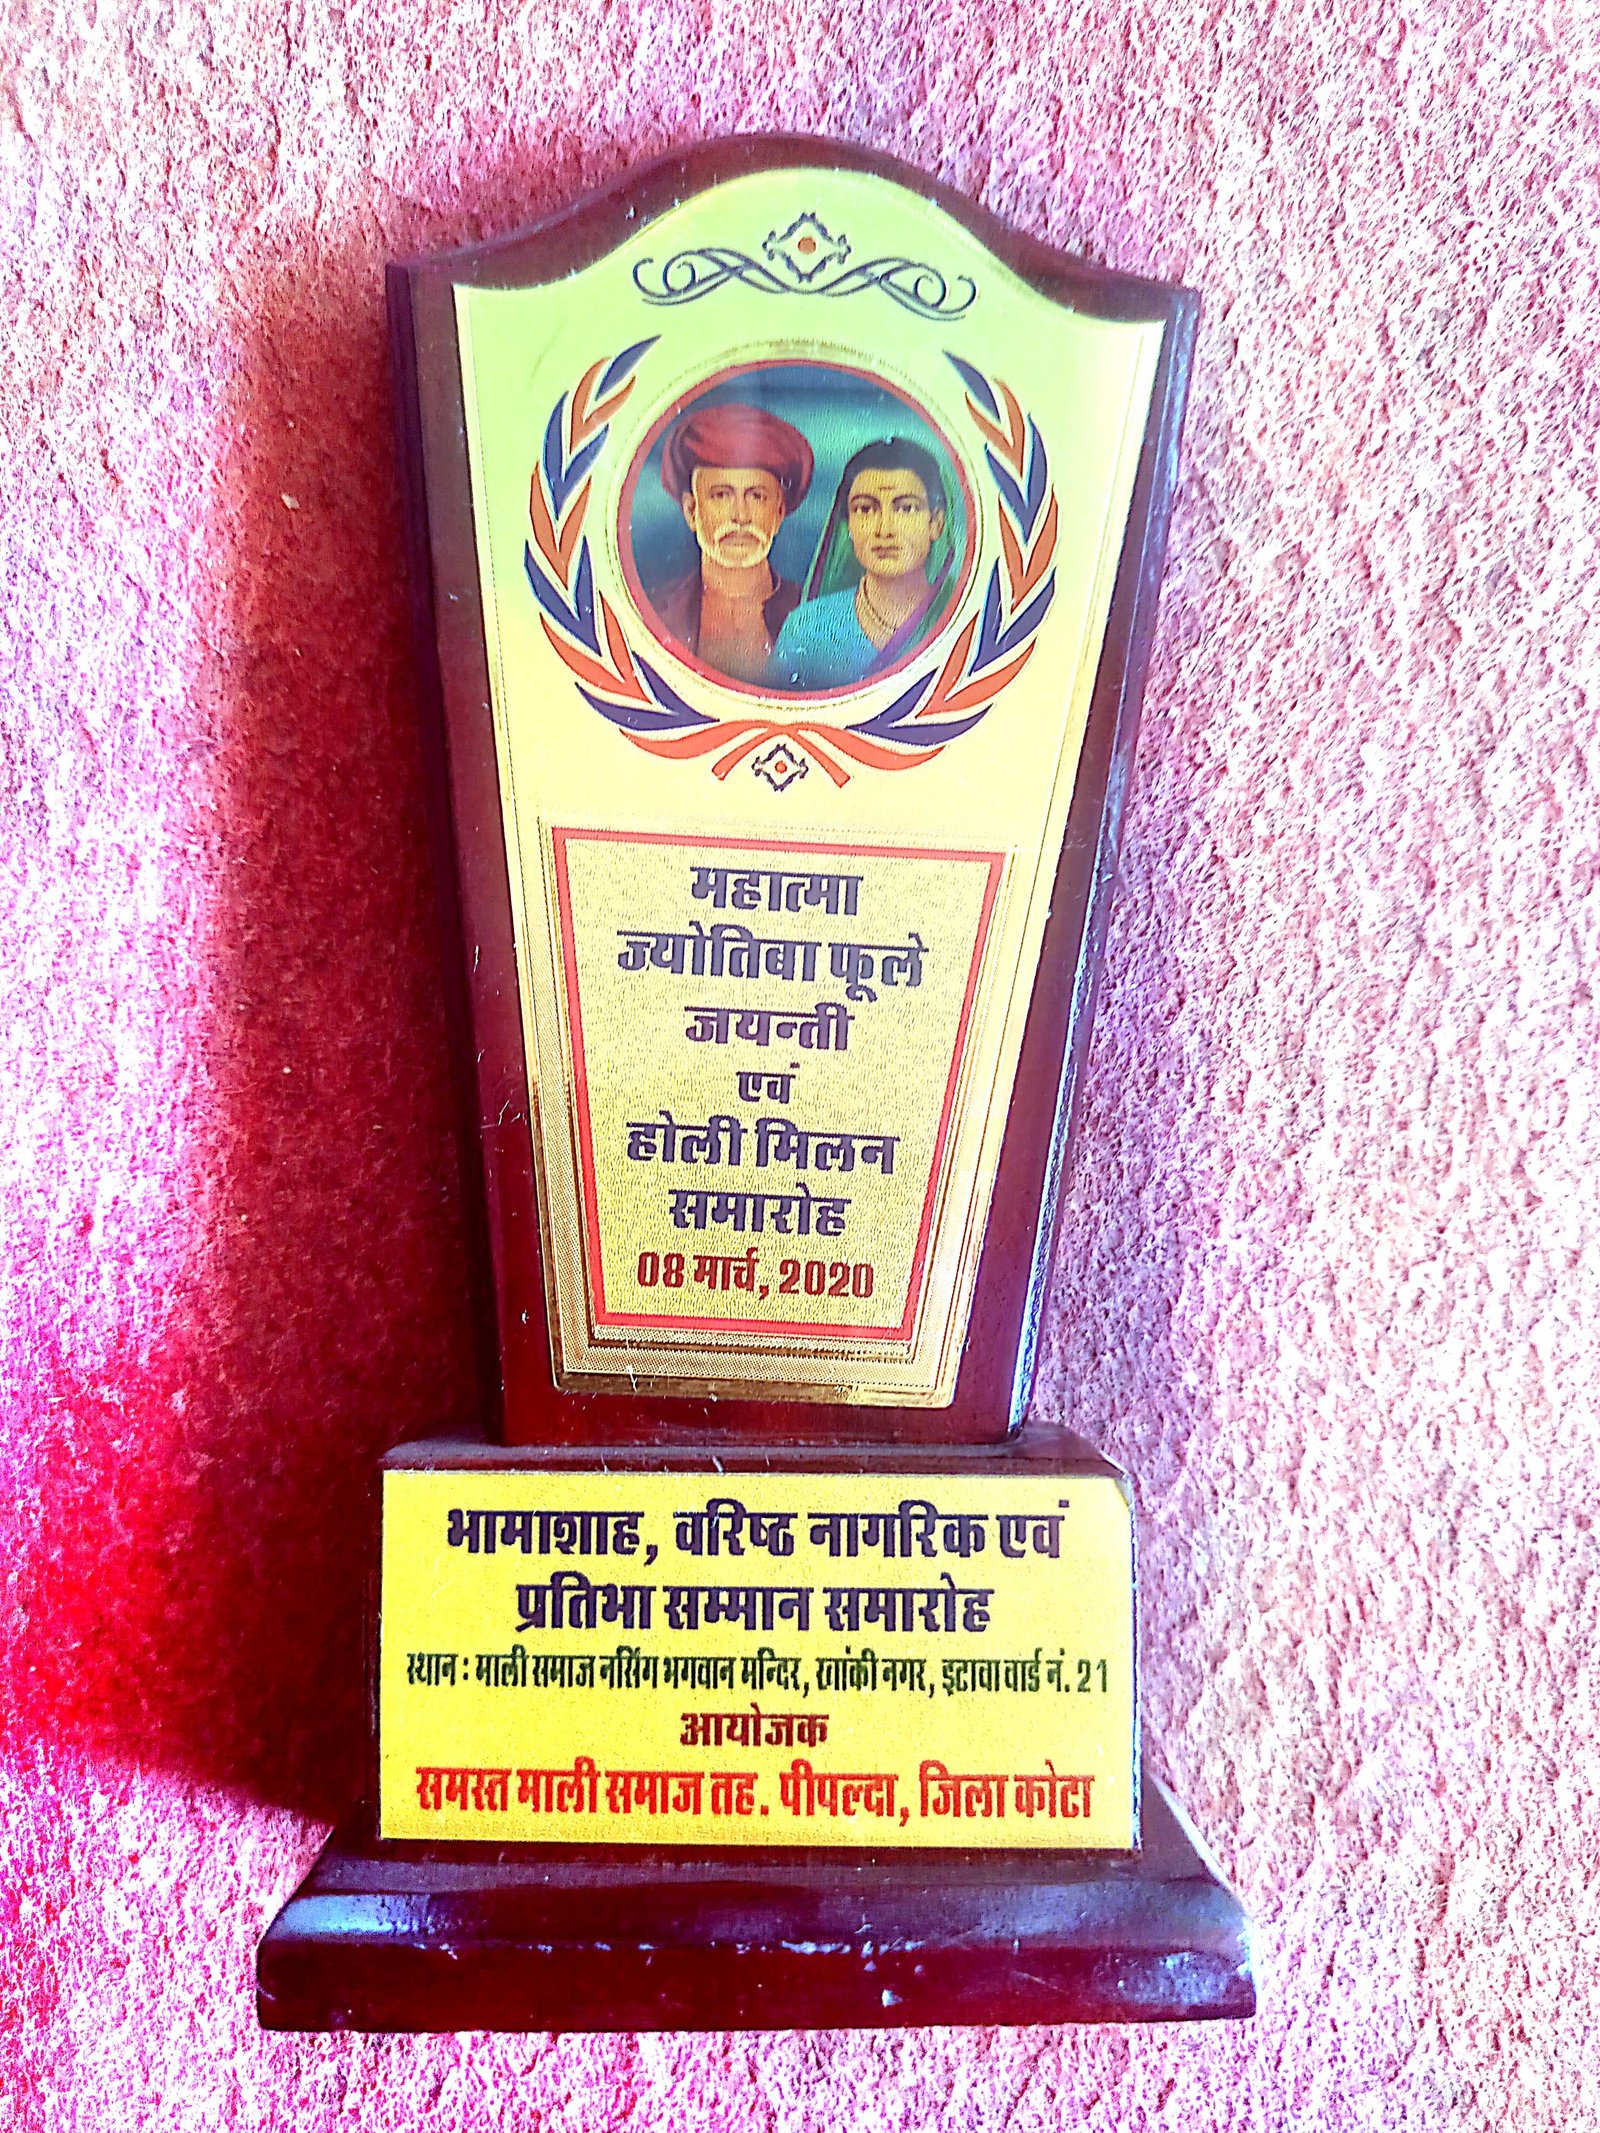 महात्मा
ज्योतिबा फूले
जयन्ती
एवं
होली मिलन
समारोह
08 मार्च, 2020
भामाशाह, वरिष्ठ नागरिक एवं
प्रतिभा सम्मान समारोह
स्थान : माली समाज नसिंग भगवान मन्दिर, खांकी नगर, इटावा वार्ड नं. 21
आयोजक
समस्त माली समाज तह. पीपल्दा, जिला कोटा